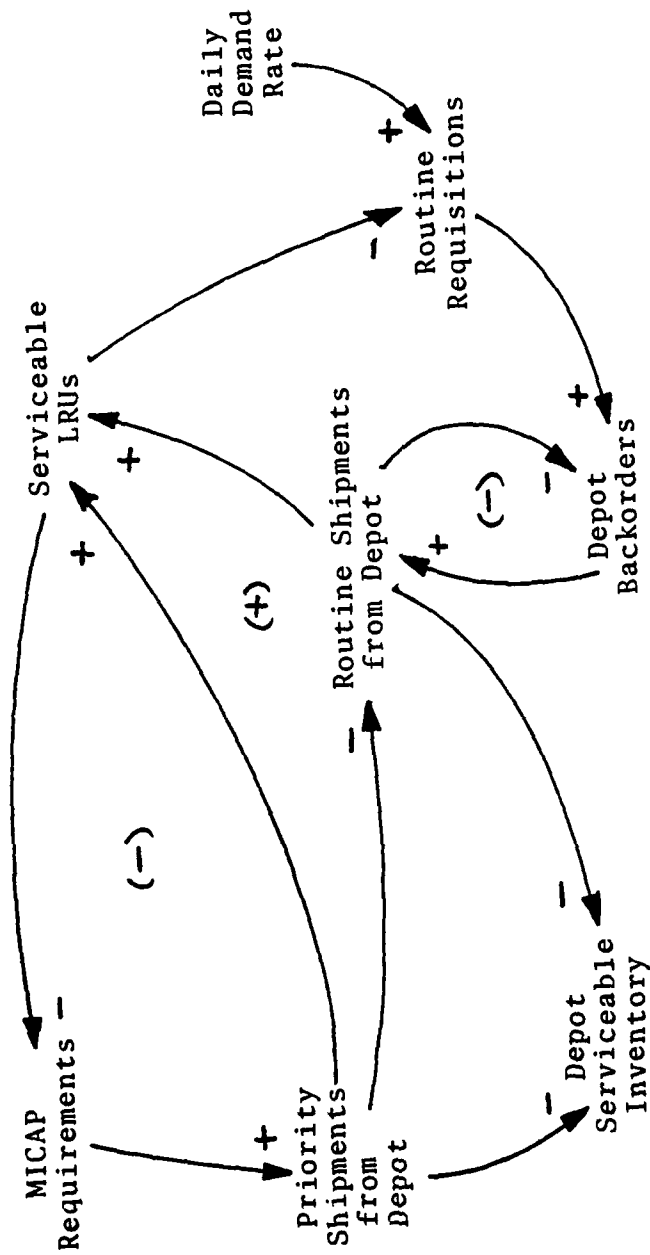 MICAP
Requirements
-
Serviceable
LRUs
+
+
(-)
(+)
Daily
Demand
Rate
+
-
Routine
Requisitions
+
Priority
Shipments
from
Depot
-
Routine Shipments
from Depot
+
(-)
-
+
Depot
Backorders
-
-
Depot
Serviceable
Inventory